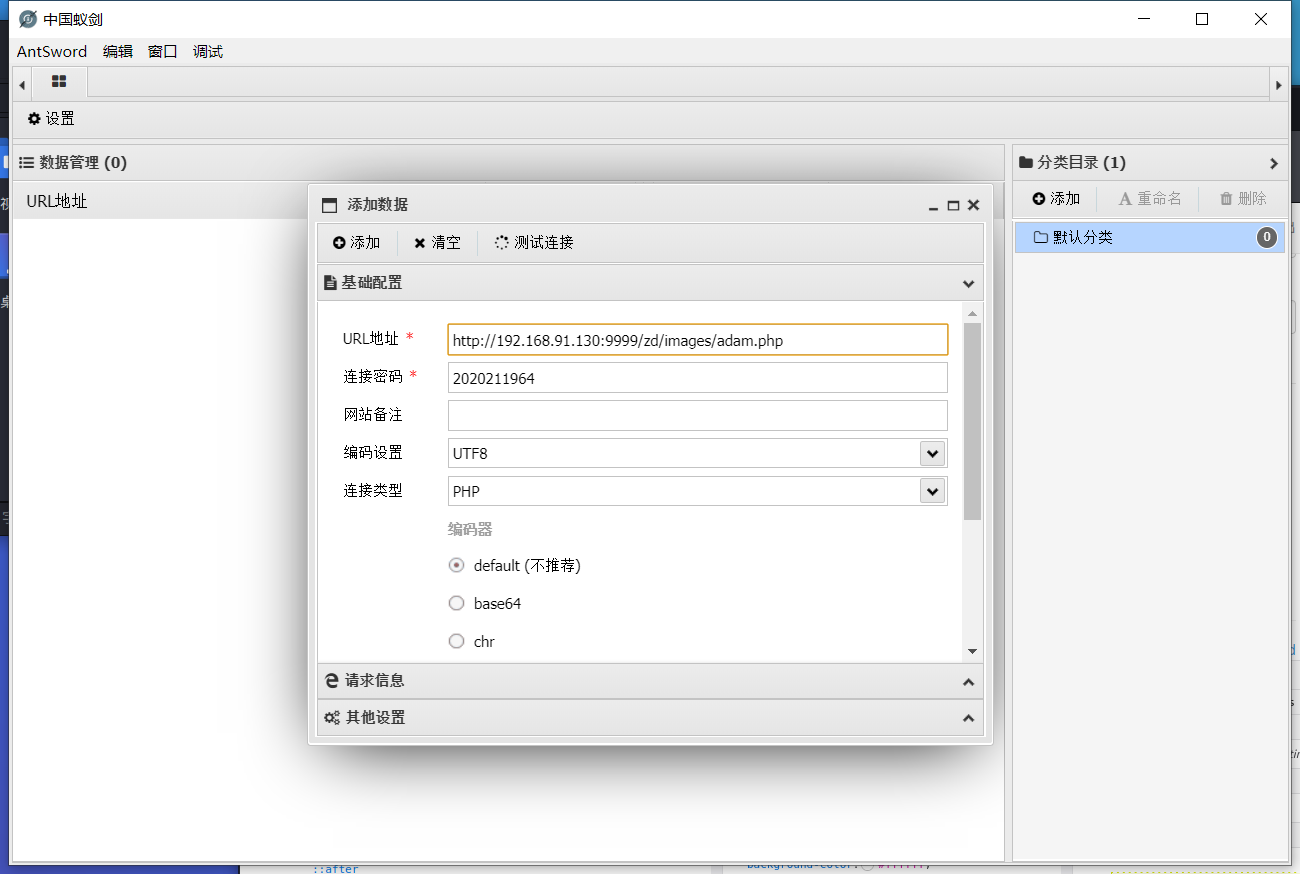 中国蚁剑
AntSword 编辑 窗口 调试
设置
数据管理 (0)
URL地址
分类目录 (1)
添加 重命名 删除
默认分类 0
添加数据
添加 清空 测试连接
基础配置
URL地址 * http://192.168.91.130:9999/zd/images/adam.php
连接密码 * 2020211964
网站备注
编码设置 UTF8
连接类型 PHP
编码器
default (不推荐)
base64
chr
请求信息
其他设置
::after